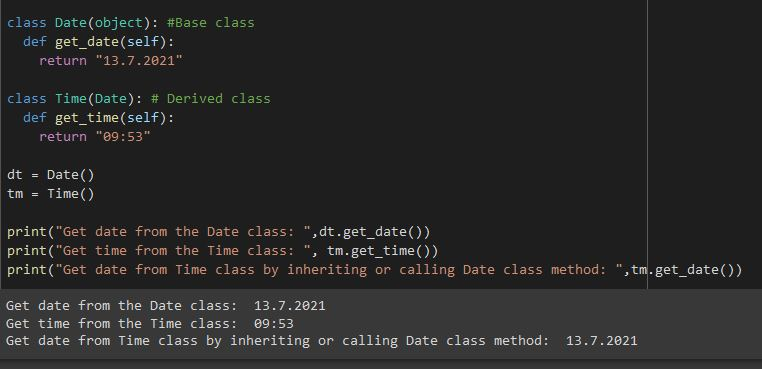 class Date(object): #Base class
  def get_date(self):
    return "13.7.2021"

class Time(Date): # Derived class
  def get_time(self):
    return "09:53"

dt = Date()
tm = Time()

print("Get date from the Date class: ",dt.get_date())
print("Get time from the Time class: ", tm.get_time())
print("Get date from Time class by inheriting or calling Date class method: ",tm.get_date())
Get date from the Date class:  13.7.2021
Get time from the Time class:  09:53
Get date from Time class by inheriting or calling Date class method:  13.7.2021